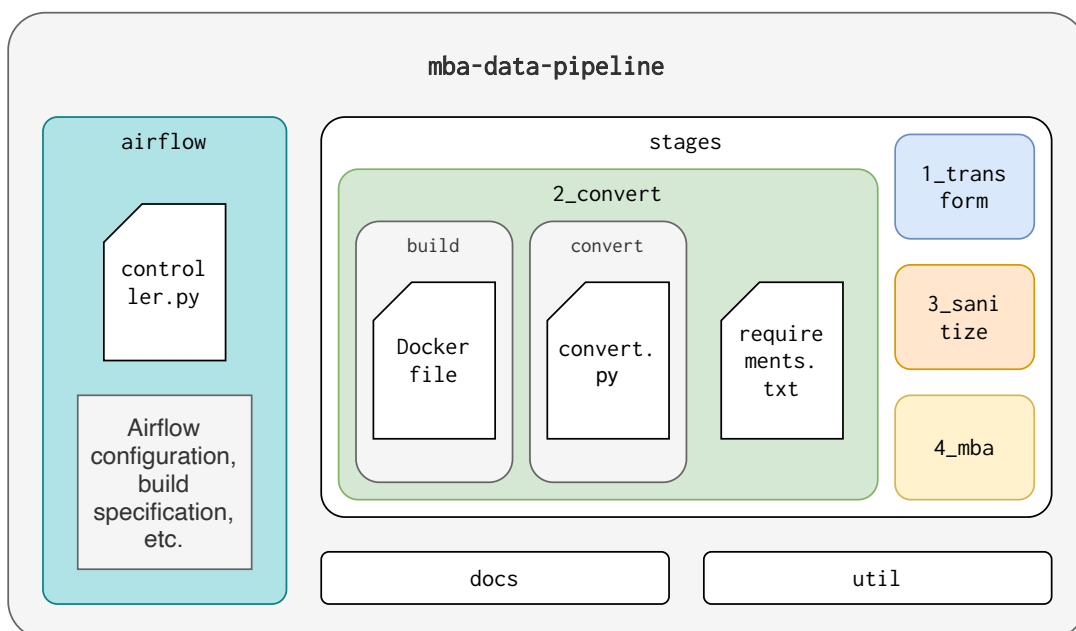 mba-data-pipeline
airflow
control
ler.py
Airflow
configuration,
build
specification,
etc.
stages
2_convert
build
Docker
file
convert
convert.
py
require
ments.
txt
1_trans
form
3_sani
tize
4_mba
docs
util